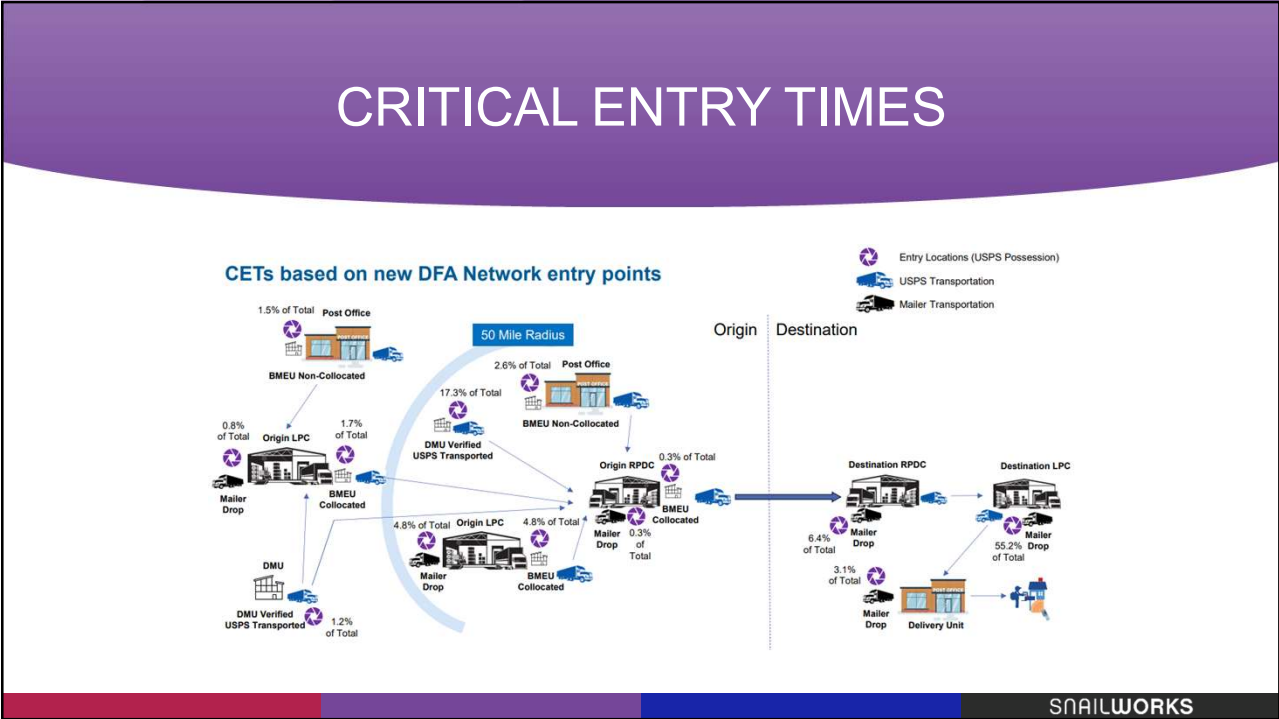 CRITICAL ENTRY TIMES
CETs based on new DFA Network entry points
Entry Locations (USPS Possession)
USPS Transportation
Mailer Transportation
1.5% of Total
Post Office
POST OFFICE
BMEU Non-Collocated
50 Mile Radius
Origin
Destination
2.6% of Total
Post Office
POST OFFICE
BMEU Non-Collocated
17.3% of Total
DMU Verified
USPS Transported
0.8%
of Total
Origin LPC
1.7%
of Total
Mailer
Drop
BMEU
Collocated
Origin RPDC
0.3% of Total
BMEU
Collocated
Mailer
Drop
0.3%
of
Total
4.8% of Total
Origin LPC
4.8% of Total
Mailer
Drop
BMEU
Collocated
DMU
DMU Verified
USPS Transported
1.2%
of Total
Destination RPDC
Destination LPC
6.4%
of Total
Mailer
Drop
55.2%
of Total
Mailer
Drop
3.1%
of Total
Mailer
Drop
POST OFFICE
Delivery Unit
SNAILWORKS